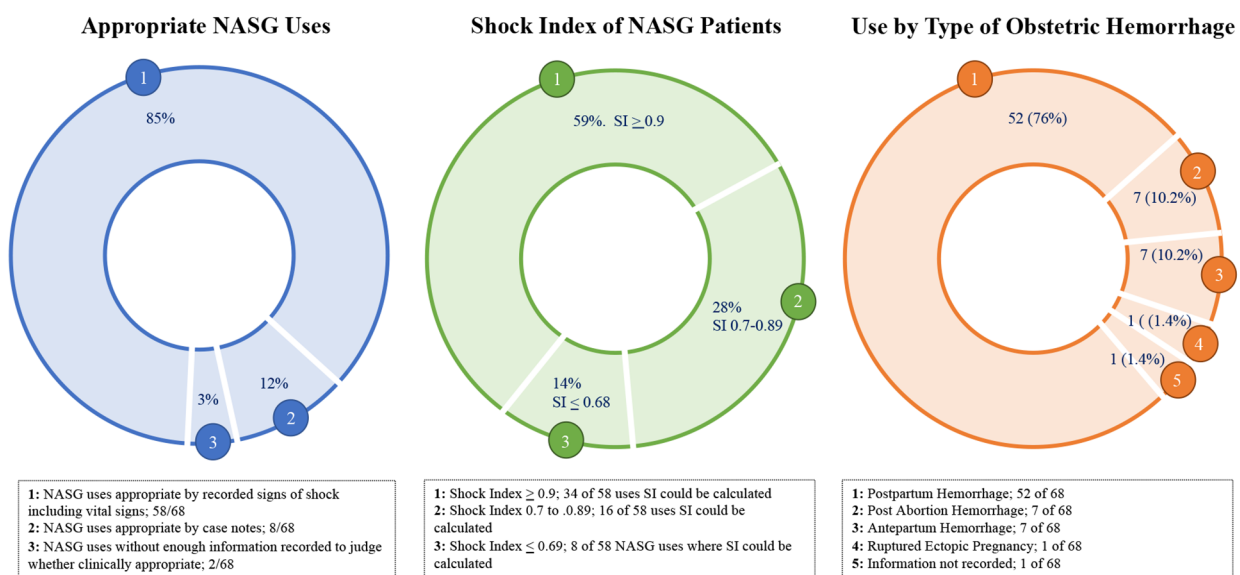 Appropriate NASG Uses
1
85%
12%
3%
2
3
1: NASG uses appropriate by recorded signs of shock
including vital signs; 58/68
2: NASG uses appropriate by case notes; 8/68
3: NASG uses without enough information recorded to judge
whether clinically appropriate; 2/68
Shock Index of NASG Patients
1
59%. SI ≥ 0.9
2
28%
SI 0.7-0.89
14%
SI ≤ 0.68
3
1: Shock Index ≥ 0.9; 34 of 58 uses SI could be calculated
2: Shock Index 0.7 to .0.89; 16 of 58 uses SI could be
calculated
3: Shock Index ≤ 0.69; 8 of 58 NASG uses where SI could be
calculated
Use by Type of Obstetric Hemorrhage
1
52 (76%)
2
7 (10.2%)
7 (10.2%)
3
1 ( (1.4%)
4
1 (1.4%)
5
1: Postpartum Hemorrhage; 52 of 68
2: Post Abortion Hemorrhage; 7 of 68
3: Antepartum Hemorrhage; 7 of 68
4: Ruptured Ectopic Pregnancy; 1 of 68
5: Information not recorded; 1 of 68